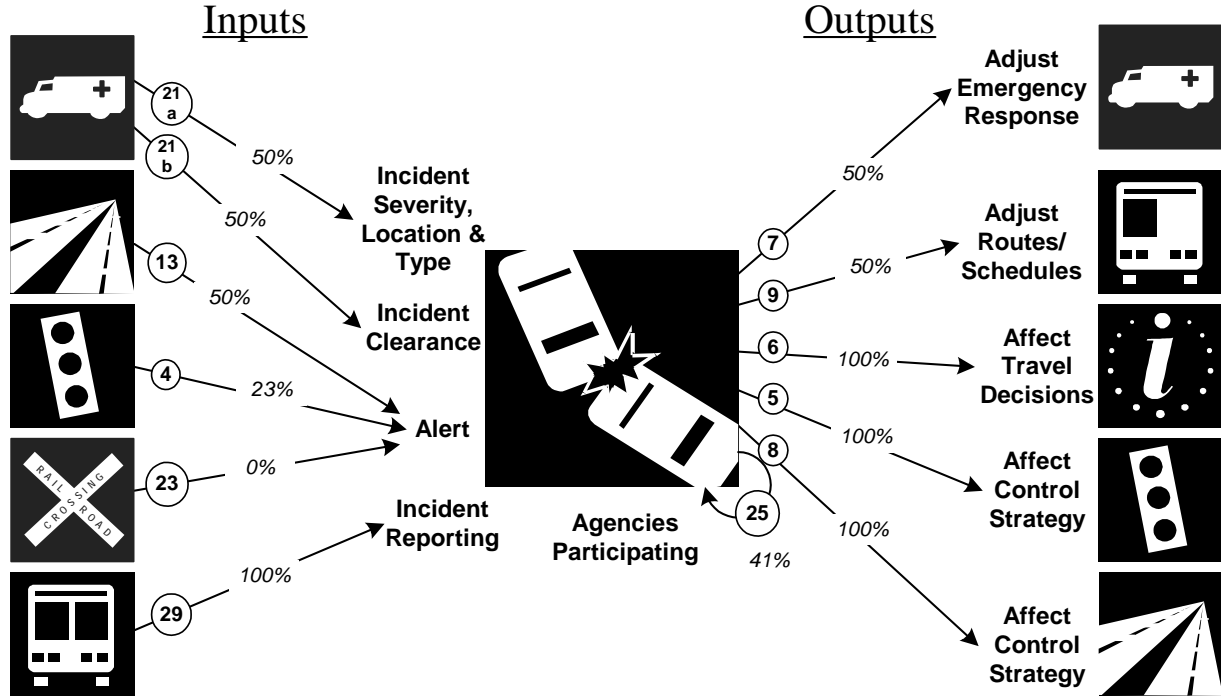 Inputs
Outputs
21
a
21
b
13
4
23
29
50%
50%
50%
23%
0%
100%
Incident
Severity,
Location &
Type
Incident
Clearance
Alert
Incident
Reporting
RAIL
ROAD
CROSSING
Agencies
Participating
25
41%
7
9
6
5
8
50%
50%
100%
100%
100%
Adjust
Emergency
Response
Adjust
Routes/
Schedules
Affect
Travel
Decisions
i
Affect
Control
Strategy
Affect
Control
Strategy